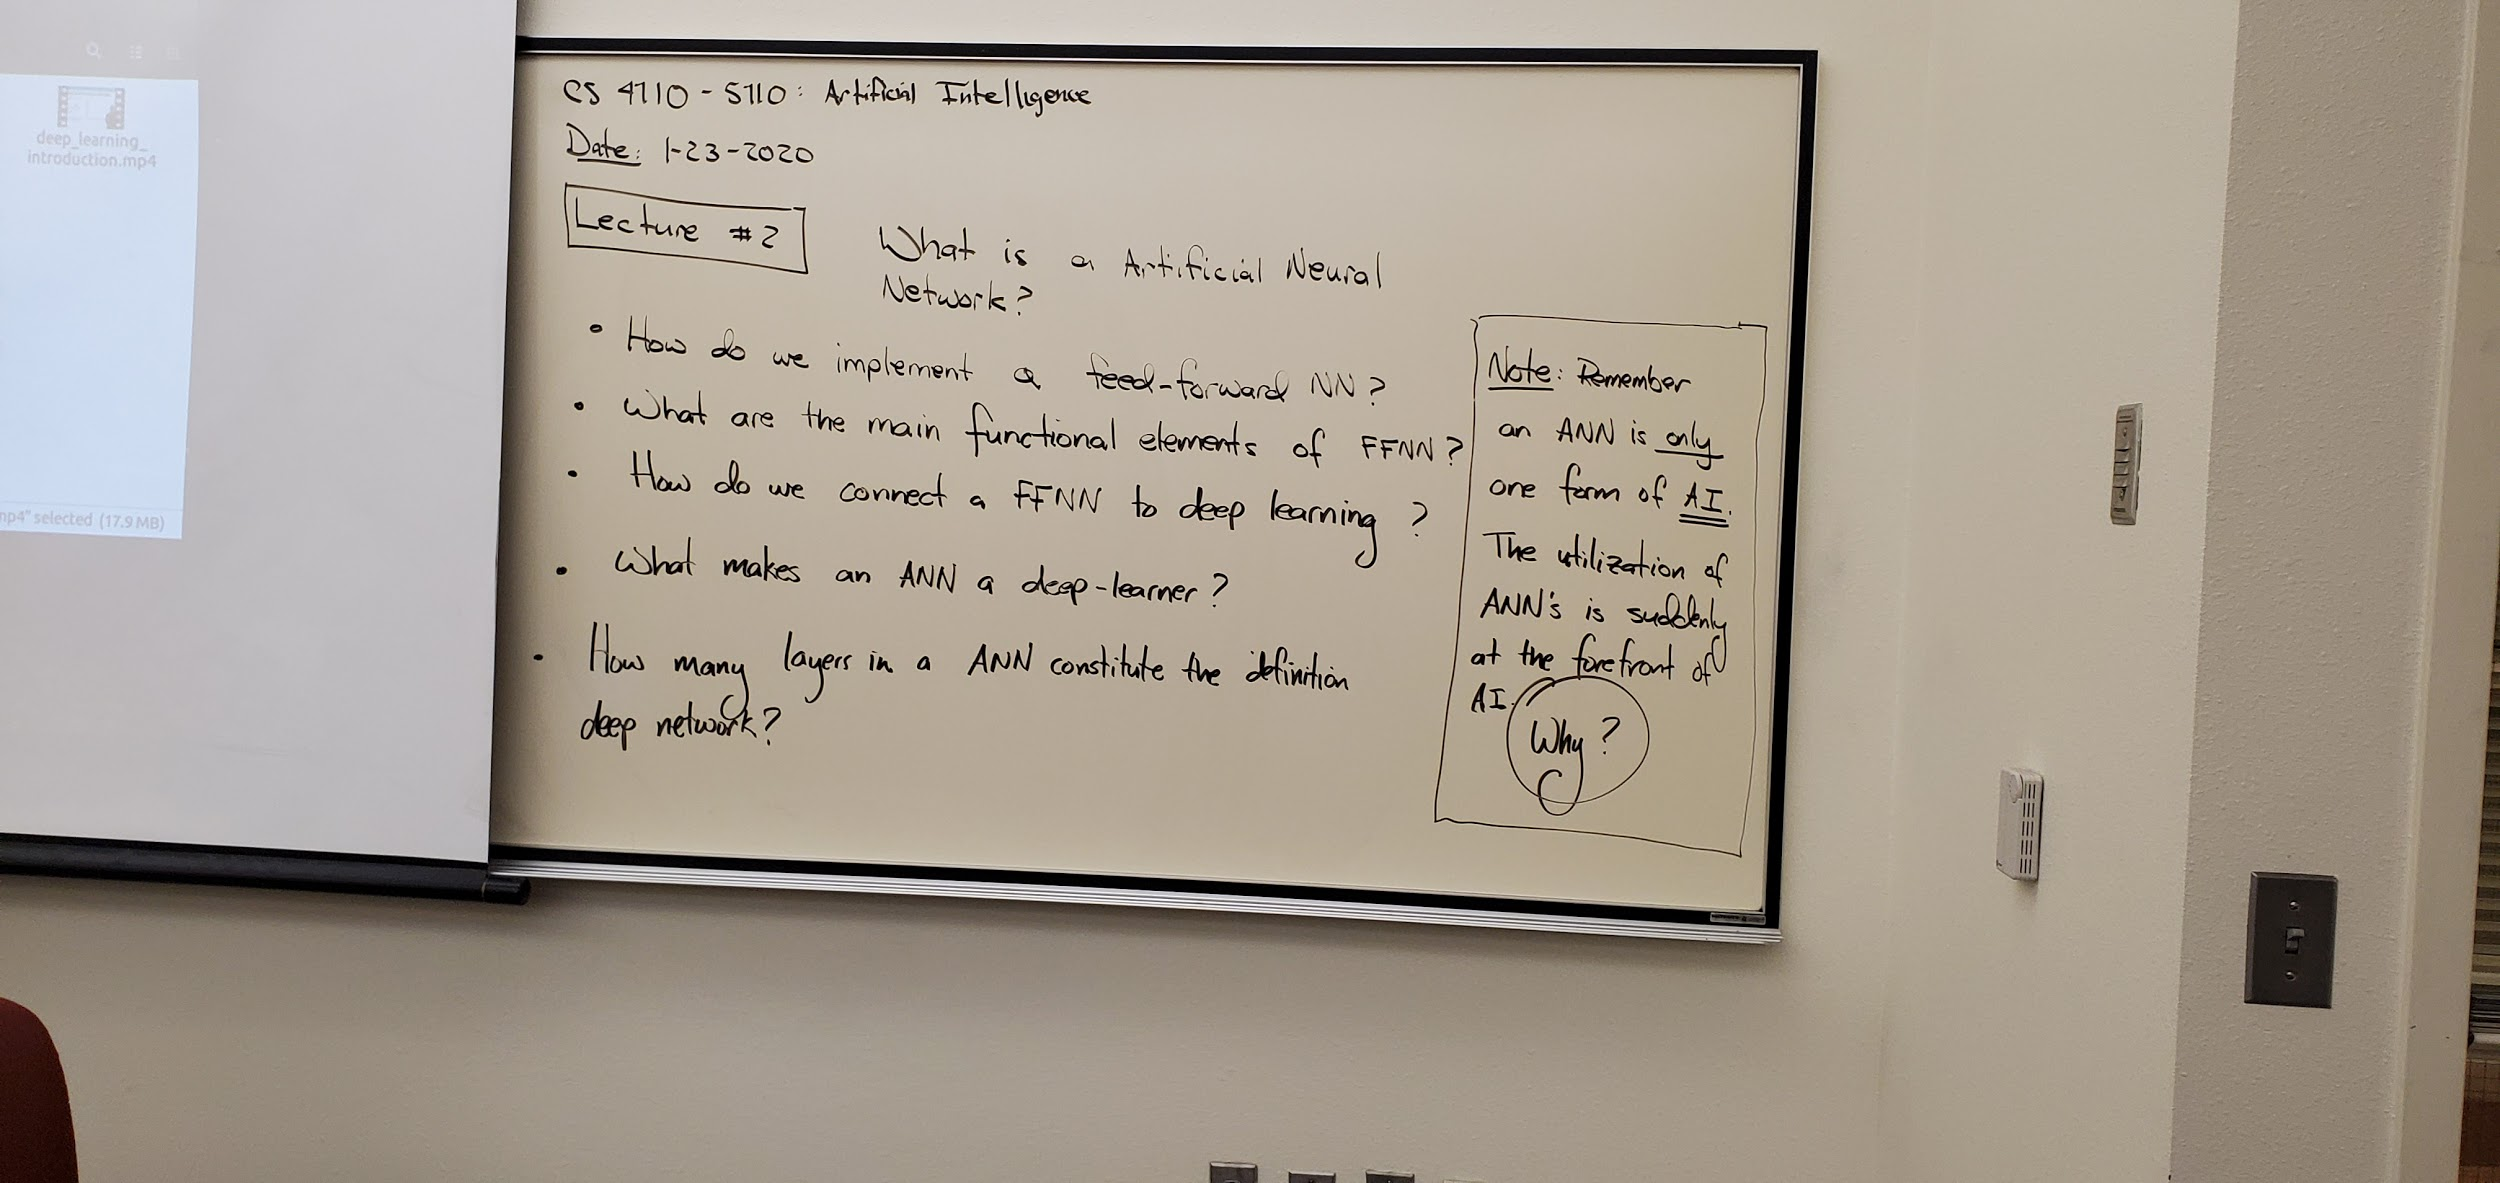 deep_learning_
introduction.mp4
mp4" selected (17.9 MB)
CS 4110 - 5110: Artificial Intelligence
Date: 1-23-2020
Lecture #2
What is a Artificial Neural
Network?
• How do we implement a feed-forward NN?
• What are the main functional elements of FFNN?
• How do we connect a FFNN to deep learning?
• What makes an ANN a deep-learner?
• How many layers in a ANN constitute the definition
deep network?
Note: Remember
an ANN is only
one form of AI.
The utilization of
ANN's is suddenly
at the forefront of
AI.
Why?